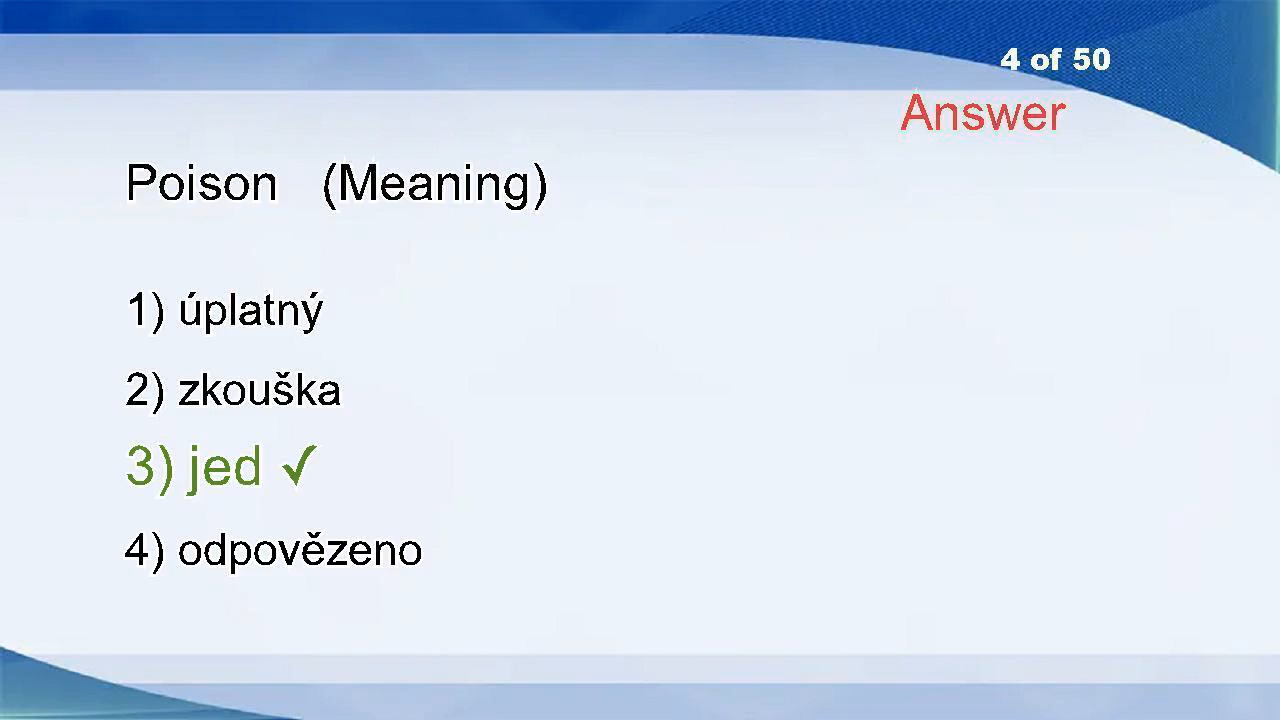 4 of 50
Answer
Poison (Meaning)
1) úplatný
2) zkouška
3) jed ✓
4) odpovězeno